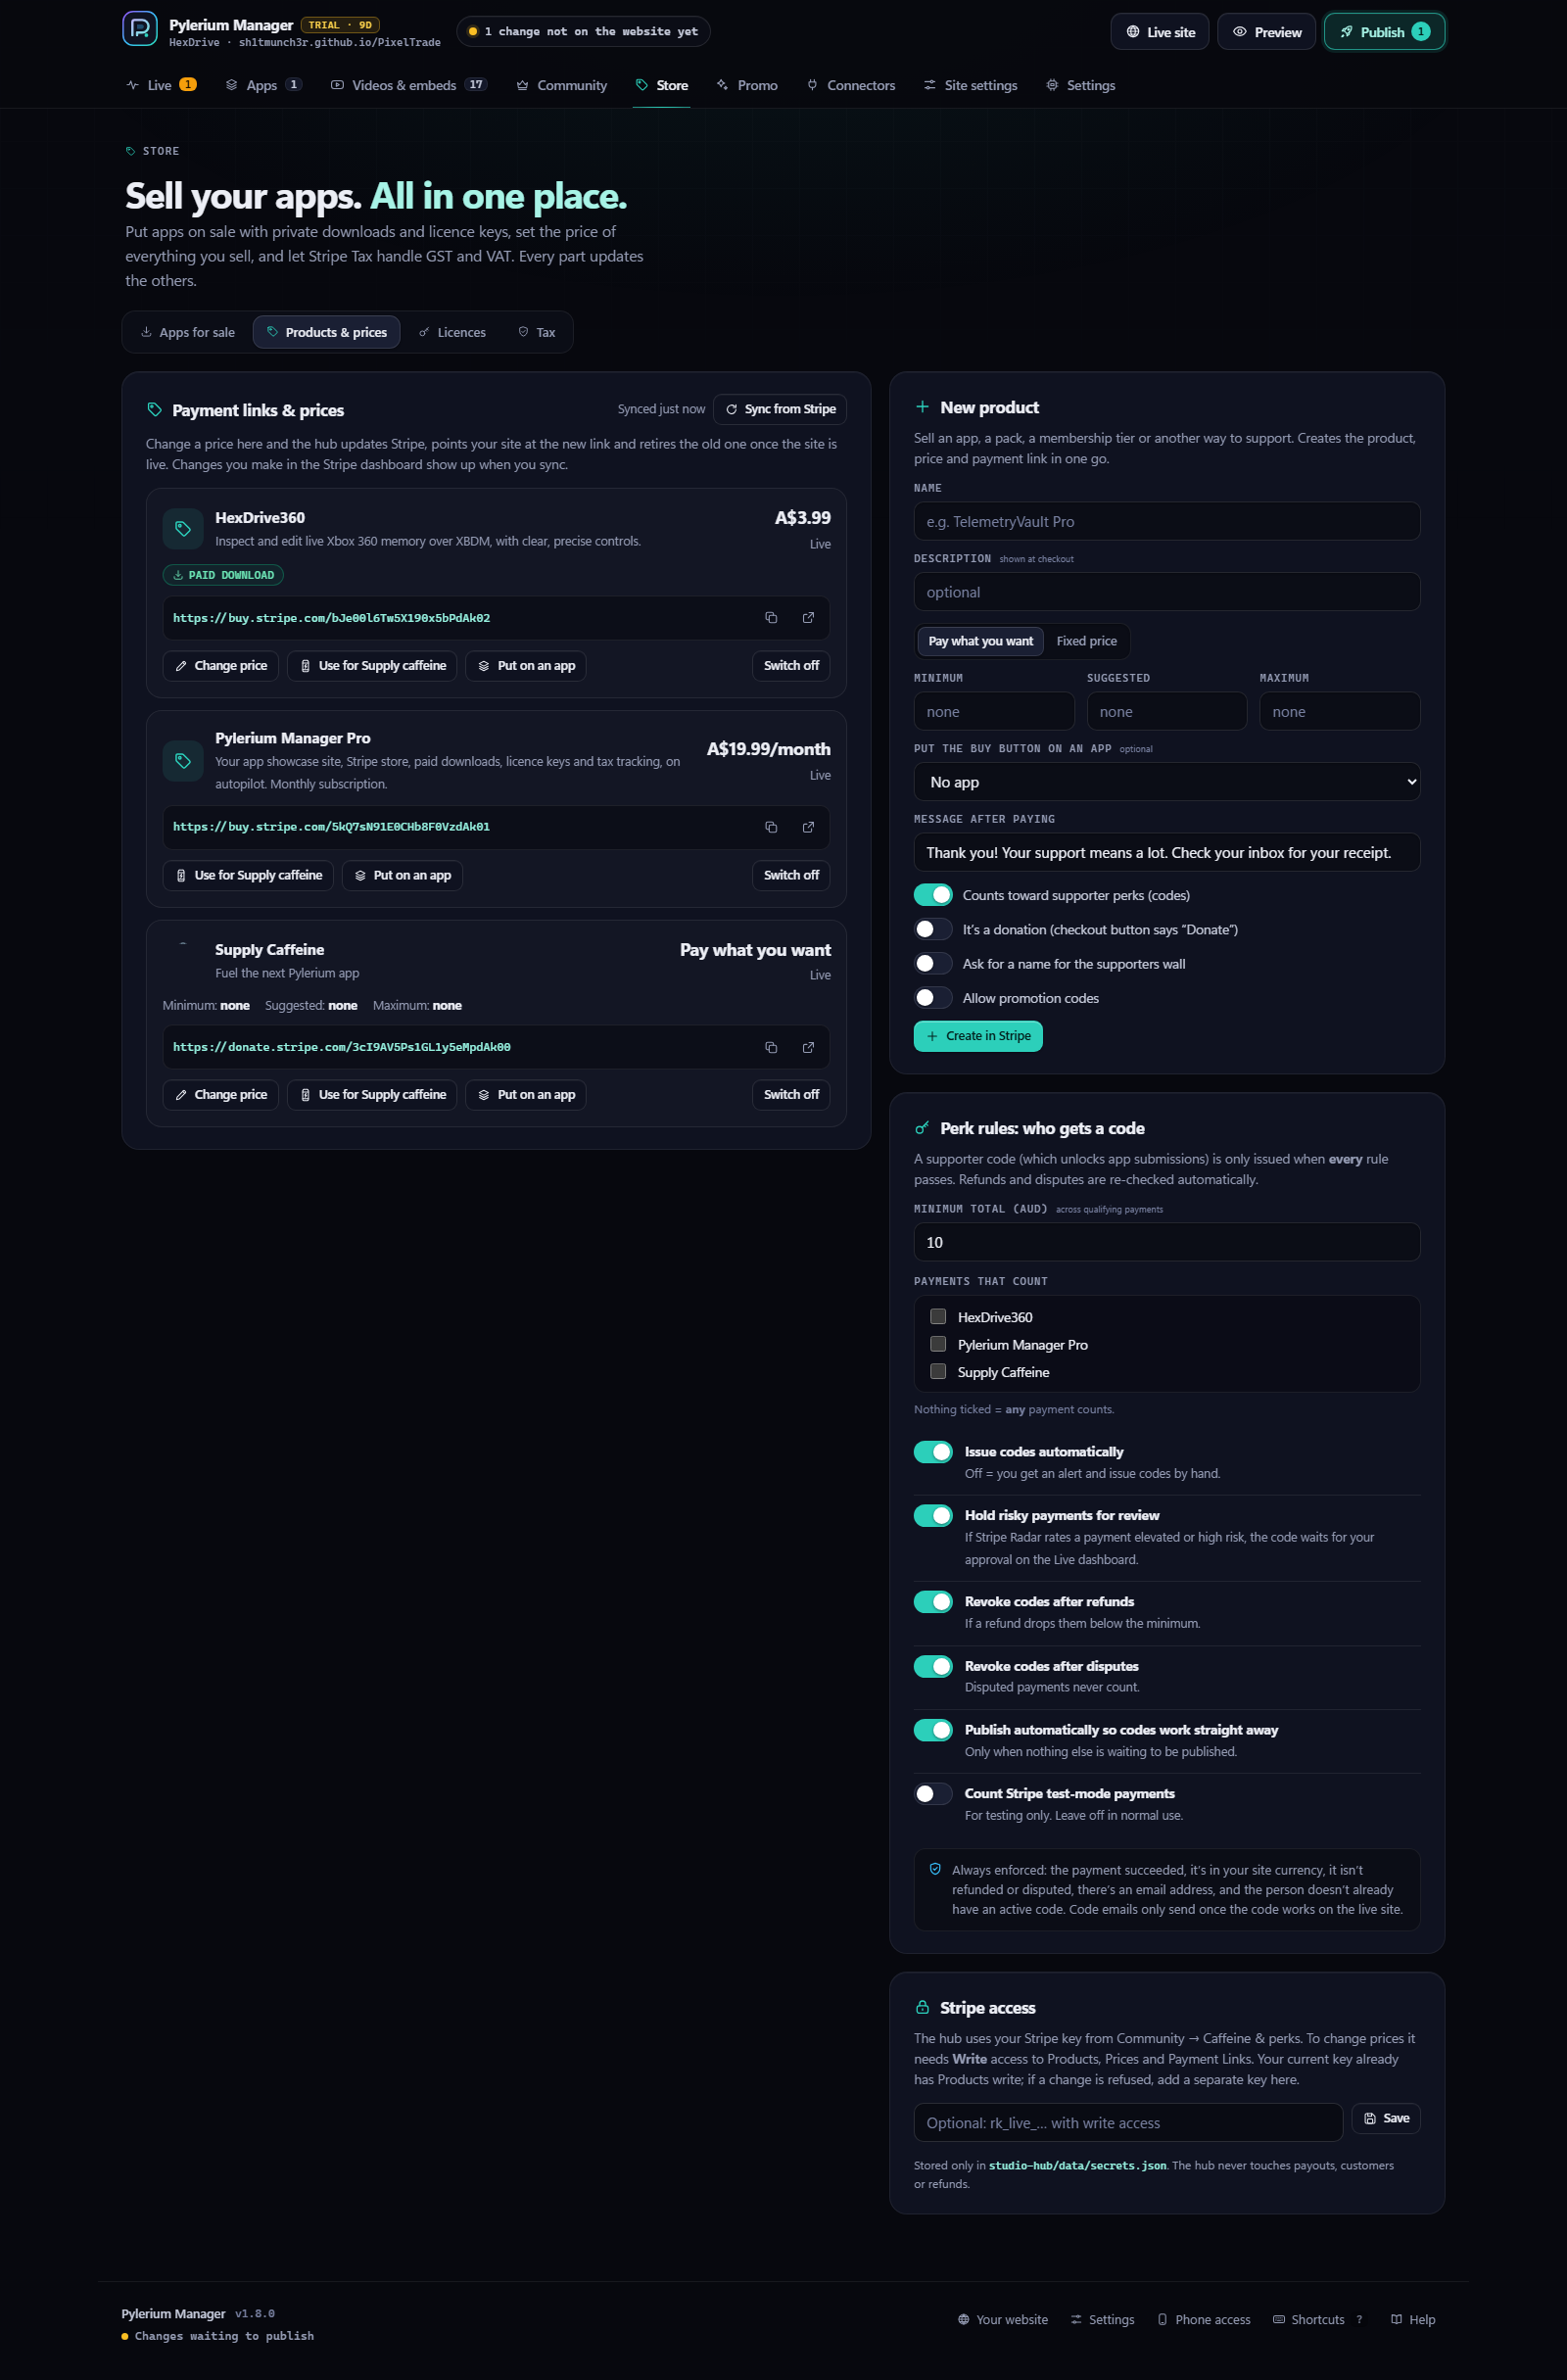 Pylerium Manager TRIAL · 9D
HexDrive · sh1tmunch3r.github.io/PixelTrade
1 change not on the website yet
Live site
Preview
Publish 1
Live 1
Apps 1
Videos & embeds 17
Community
Store
Promo
Connectors
Site settings
Settings
STORE
Sell your apps. All in one place.
Put apps on sale with private downloads and licence keys, set the price of
everything you sell, and let Stripe Tax handle GST and VAT. Every part updates
the others.
Apps for sale
Products & prices
Licences
Tax
Payment links & prices
Synced just now
Sync from Stripe
Change a price here and the hub updates Stripe, points your site at the new link and retires the old one once the site is
live. Changes you make in the Stripe dashboard show up when you sync.
HexDrive360
A$3.99
Inspect and edit live Xbox 360 memory over XBDM, with clear, precise controls.
Live
PAID DOWNLOAD
https://buy.stripe.com/bJe00l6Tw5X190x5bPdAk02
Change price
Use for Supply caffeine
Put on an app
Switch off
Pylerium Manager Pro
A$19.99/month
Your app showcase site, Stripe store, paid downloads, licence keys and tax tracking, on
autopilot. Monthly subscription.
Live
https://buy.stripe.com/5kQ7sN91E0CHb8F0VzdAk01
Use for Supply caffeine
Put on an app
Switch off
Supply Caffeine
Pay what you want
Fuel the next Pylerium app
Live
Minimum: none Suggested: none Maximum: none
https://donate.stripe.com/3cI9AV5Ps1GL1y5eMpdAk00
Change price
Use for Supply caffeine
Put on an app
Switch off
New product
Sell an app, a pack, a membership tier or another way to support. Creates the product,
price and payment link in one go.
NAME
e.g. TelemetryVault Pro
DESCRIPTION shown at checkout
optional
Pay what you want
Fixed price
MINIMUM
SUGGESTED
MAXIMUM
none
none
none
PUT THE BUY BUTTON ON AN APP optional
No app
MESSAGE AFTER PAYING
Thank you! Your support means a lot. Check your inbox for your receipt.
Counts toward supporter perks (codes)
It's a donation (checkout button says “Donate”)
Ask for a name for the supporters wall
Allow promotion codes
Create in Stripe
Perk rules: who gets a code
A supporter code (which unlocks app submissions) is only issued when every rule
passes. Refunds and disputes are re-checked automatically.
MINIMUM TOTAL (AUD) across qualifying payments
10
PAYMENTS THAT COUNT
HexDrive360
Pylerium Manager Pro
Supply Caffeine
Nothing ticked = any payment counts.
Issue codes automatically
Off = you get an alert and issue codes by hand.
Hold risky payments for review
If Stripe Radar rates a payment elevated or high risk, the code waits for your
approval on the Live dashboard.
Revoke codes after refunds
If a refund drops them below the minimum.
Revoke codes after disputes
Disputed payments never count.
Publish automatically so codes work straight away
Only when nothing else is waiting to be published.
Count Stripe test-mode payments
For testing only. Leave off in normal use.
Always enforced: the payment succeeded, it's in your site currency, it isn't
refunded or disputed, there's an email address, and the person doesn't already
have an active code. Code emails only send once the code works on the live site.
Stripe access
The hub uses your Stripe key from Community → Caffeine & perks. To change prices it
needs Write access to Products, Prices and Payment Links. Your current key already
has Products write; if a change is refused, add a separate key here.
Optional: rk_live_… with write access
Save
Stored only in studio-hub/data/secrets.json. The hub never touches payouts, customers
or refunds.
Pylerium Manager v1.8.0
Changes waiting to publish
Your website
Settings
Phone access
Shortcuts ?
Help